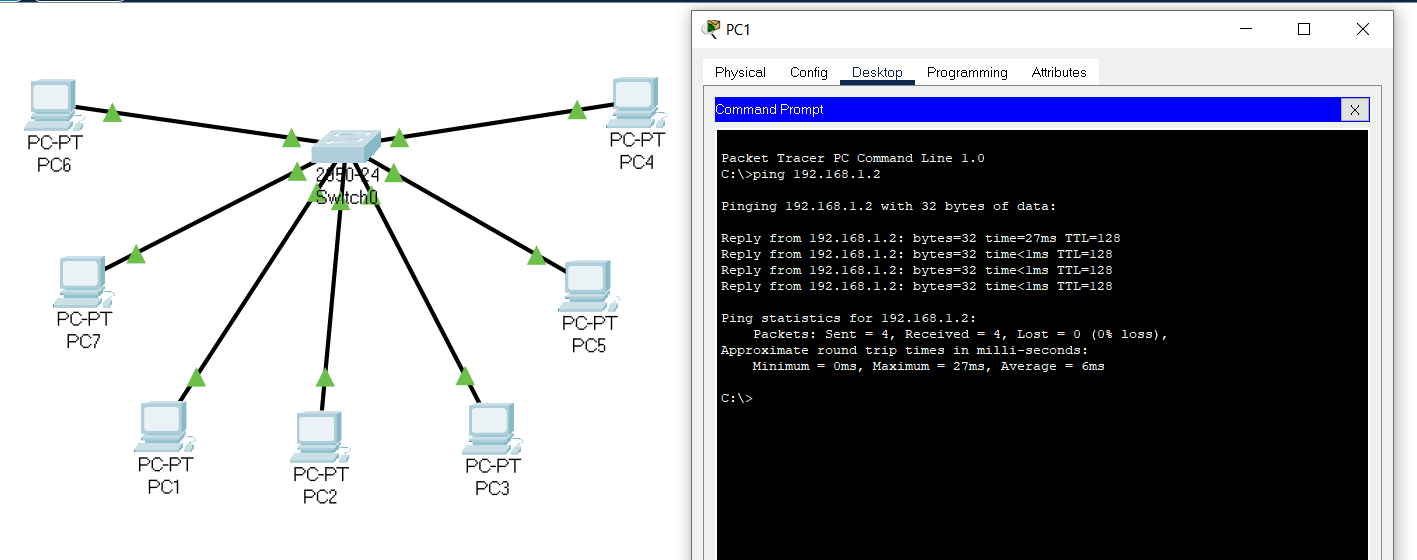 PC-PT
PC6
PC-PT
PC4
2950-24
Switch0
PC-PT
PC7
PC-PT
PC5
PC-PT
PC1
PC-PT
PC2
PC-PT
PC3
PC1
Physical Config Desktop Programming Attributes
Command Prompt
X
Packet Tracer PC Command Line 1.0
C:\>ping 192.168.1.2
Pinging 192.168.1.2 with 32 bytes of data:
Reply from 192.168.1.2: bytes=32 time=27ms TTL=128
Reply from 192.168.1.2: bytes=32 time<1ms TTL=128
Reply from 192.168.1.2: bytes=32 time<1ms TTL=128
Reply from 192.168.1.2: bytes=32 time<1ms TTL=128
Ping statistics for 192.168.1.2:
Packets: Sent = 4, Received = 4, Lost = 0 (0% loss),
Approximate round trip times in milli-seconds:
Minimum = 0ms, Maximum = 27ms, Average = 6ms
C:\>